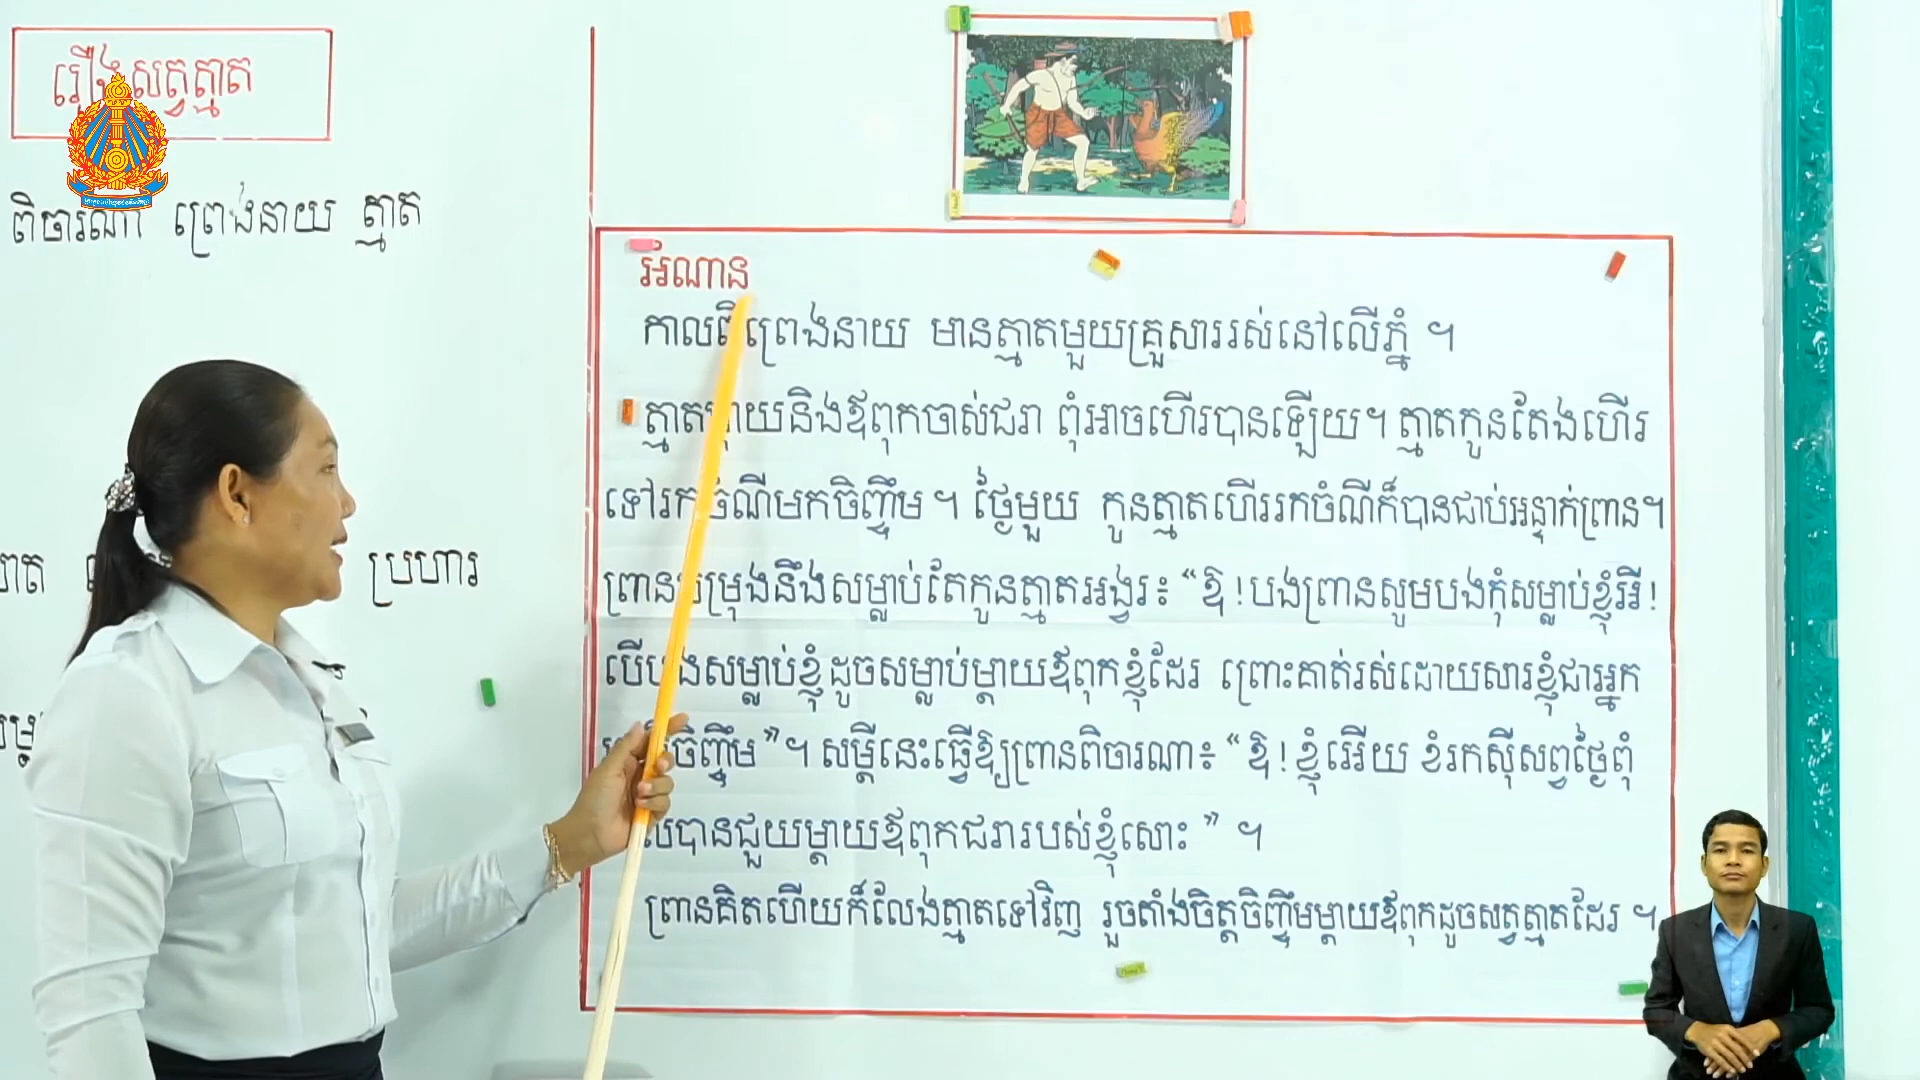 រឿងសត្វត្មាត
ពិចារណា ព្រេងនាយ ត្មាត
ប្រហារ
អំណាន
កាលពីព្រេងនាយ មានត្មាតមួយគ្រួសាររស់នៅលើភ្នំ ។
ត្មាតម្ដាយនិងឪពុកចាស់ជរា ពុំអាចហើរបានឡើយ។ ត្មាតកូនតែងហើរ
ទៅរកចំណីមកចិញ្ចឹម ។ ថ្ងៃមួយ កូនត្មាតហើររកចំណីក៏បានជាប់អន្ទាក់ព្រាន។
ព្រានបម្រុងនឹងសម្លាប់តែកូនត្មាតអង្វរ៖ “ឱ ! បងព្រានសូមបងកុំសម្លាប់ខ្ញុំអី !
បើបងសម្លាប់ខ្ញុំដូចសម្លាប់ម្ដាយឪពុកខ្ញុំដែរ ព្រោះគាត់រស់ដោយសារខ្ញុំជាអ្នក
ចិញ្ចឹម” ។ សម្ដីនេះធ្វើឱ្យព្រានពិចារណា៖ “ ឱ ! ខ្ញុំអើយ ខំរកស៊ីសព្វថ្ងៃពុំ
បានជួយម្ដាយឪពុកជរារបស់ខ្ញុំសោះ ” ។
ព្រានគិតហើយក៏លែងត្មាតទៅវិញ រួចតាំងចិត្តចិញ្ចឹមម្ដាយឪពុកដូចសត្វត្មាតដែរ ។